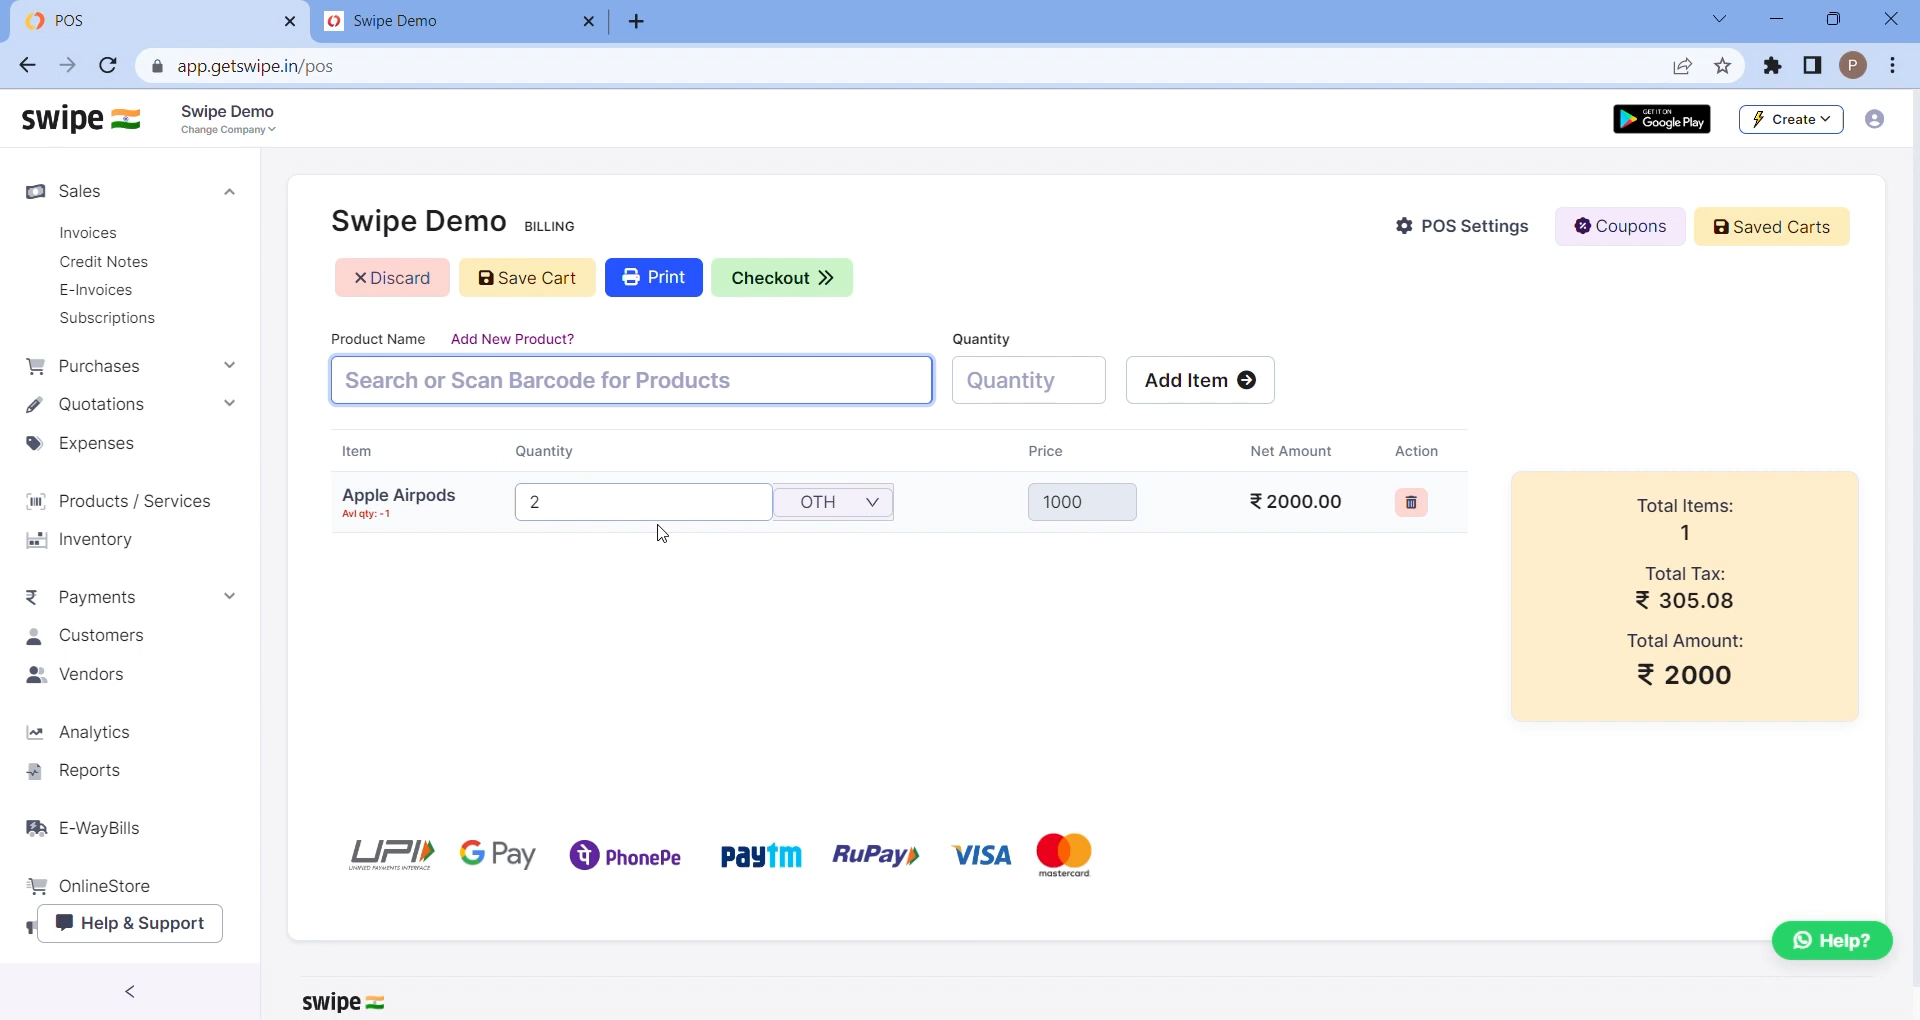 POS
Swipe Demo
app.getswipe.in/pos
swipe
Swipe Demo
Change Company
GET IT ON
Google Play
Create
Sales
Invoices
Credit Notes
E-Invoices
Subscriptions
Purchases
Quotations
Expenses
Products / Services
Inventory
Payments
Customers
Vendors
Analytics
Reports
E-WayBills
OnlineStore
Help & Support
Swipe Demo BILLING
POS Settings
Coupons
Saved Carts
Discard
Save Cart
Print
Checkout
Product Name Add New Product?
Quantity
Search or Scan Barcode for Products
Quantity
Add Item
Item Quantity Price Net Amount Action
Apple Airpods 2 OTH 1000 ₹ 2000.00
Avl qty: -1
Total Items:
1
Total Tax:
₹ 305.08
Total Amount:
₹ 2000
UPI
UNIFIED PAYMENTS INTERFACE
G Pay
पे PhonePe
paytm
RuPay
VISA
mastercard.
Help?
swipe
P